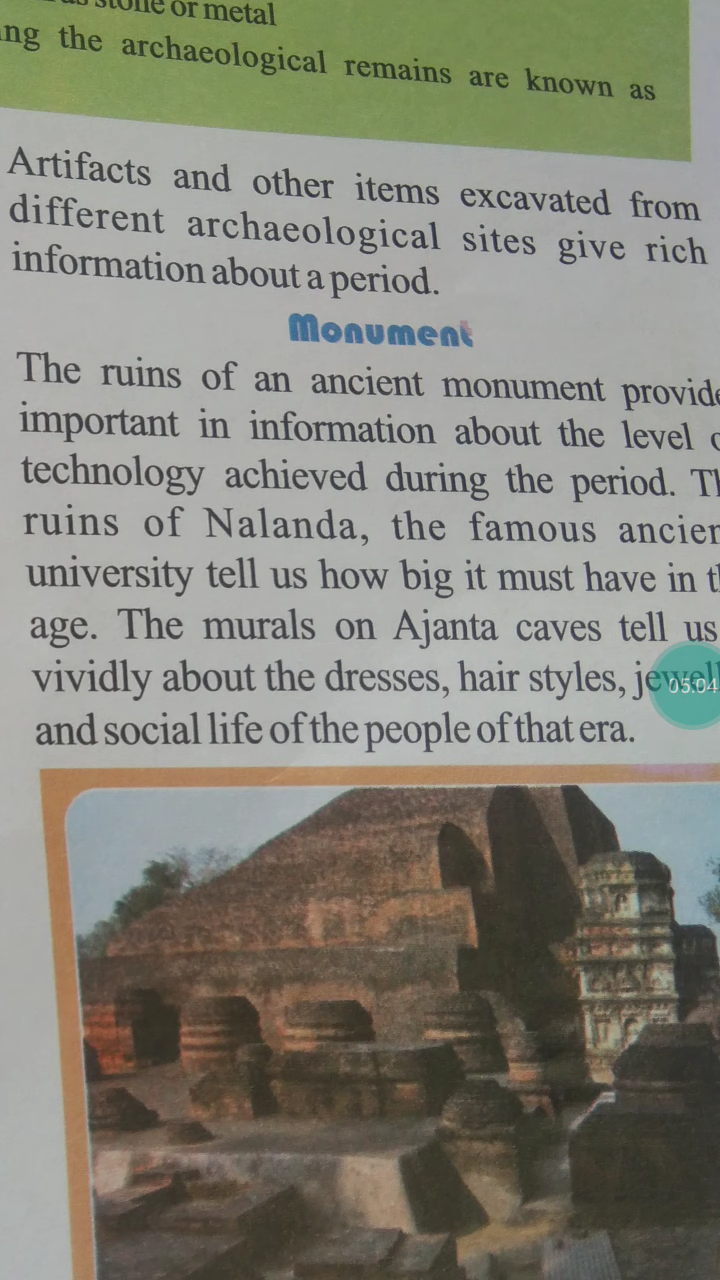 stone or metal
ng the archaeological remains are known as
Artifacts and other items excavated from
different archaeological sites give rich
information about a period.
Monument
The ruins of an ancient monument provide
important in information about the level
technology achieved during the period.
ruins of Nalanda, the famous
university tell us how big it must have in
age. The murals on Ajanta caves tell us
vividly about the dresses, hair styles,
and social life of the people of that era.
05:04